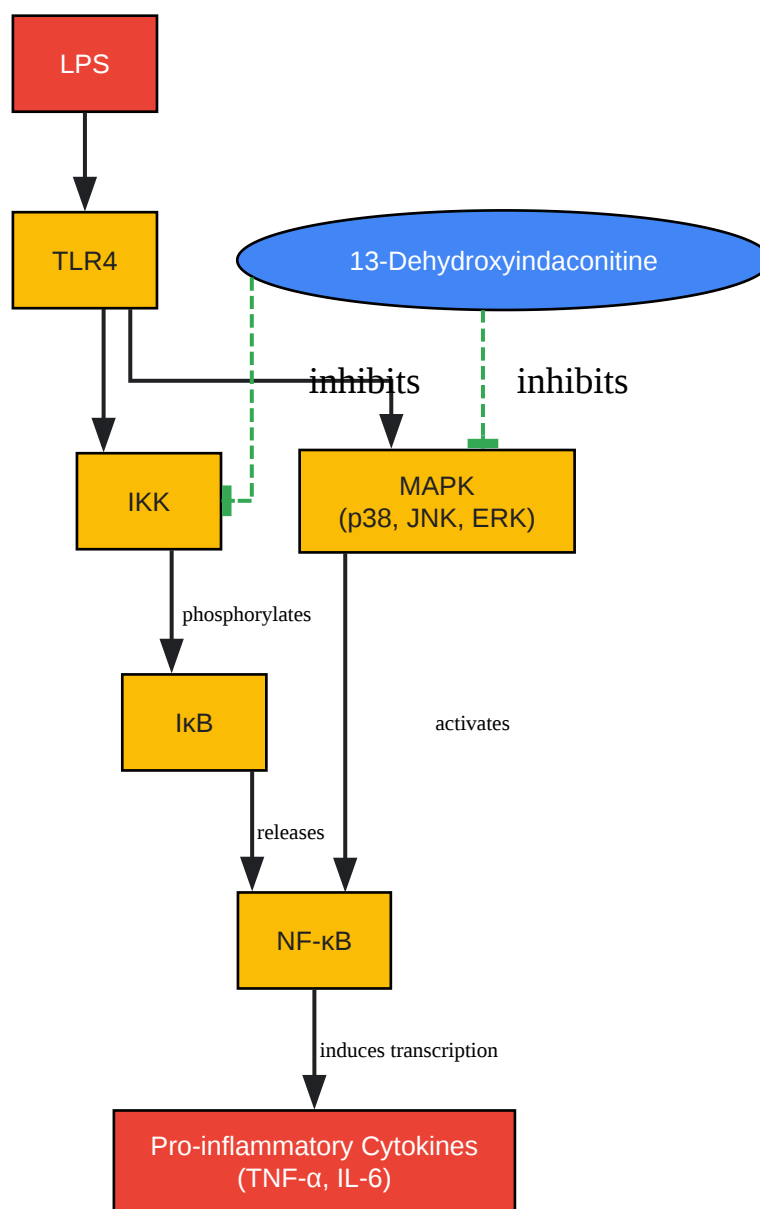 LPS
TLR4
13-Dehydroxyindaconitine
inhibits
inhibits
IKK
MAPK
(p38, JNK, ERK)
phosphorylates
IκB
activates
releases
NF-κB
induces transcription
Pro-inflammatory Cytokines
(TNF-α, IL-6)